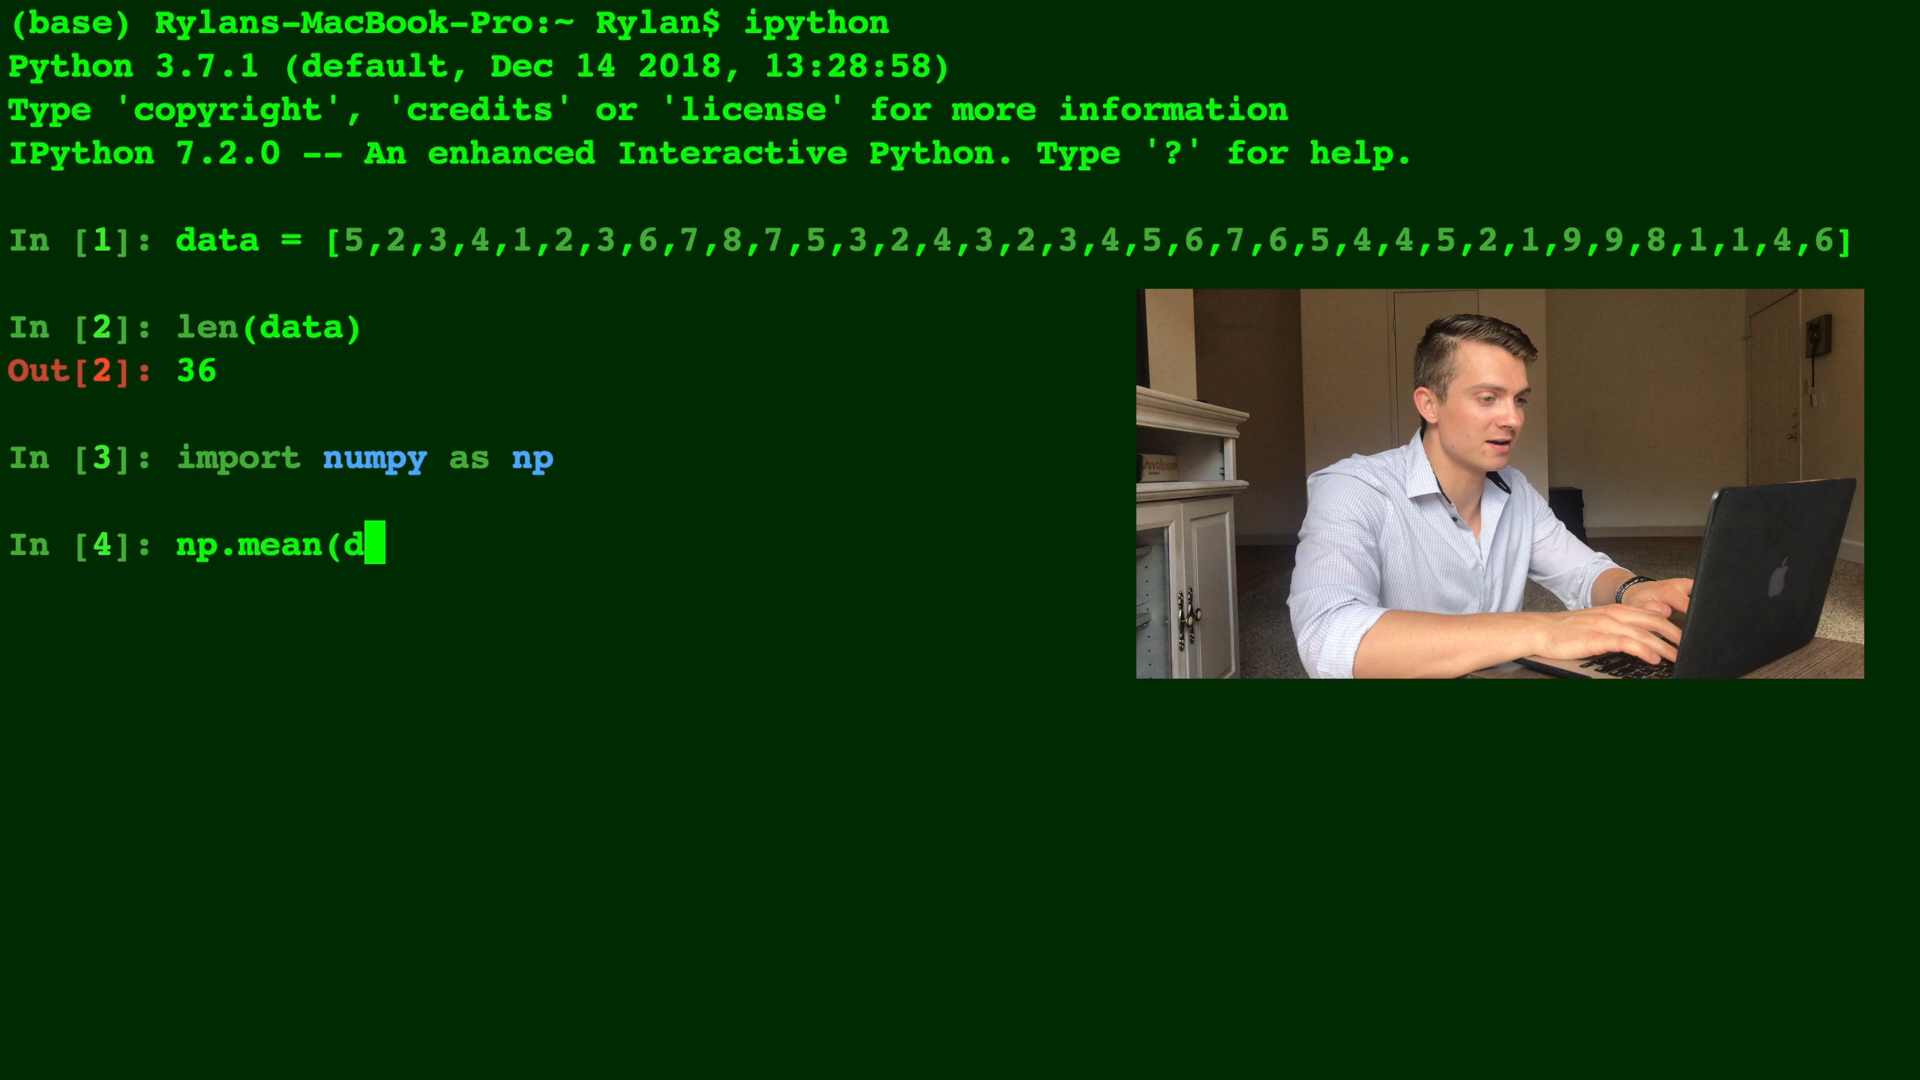 (base) Rylans-MacBook-Pro:~ Rylan$ ipython
Python 3.7.1 (default, Dec 14 2018, 13:28:58)
Type 'copyright', 'credits' or 'license' for more information
IPython 7.2.0 -- An enhanced Interactive Python. Type '?' for help.
In [1]: data = [5,2,3,4,1,2,3,6,7,8,7,5,3,2,4,3,2,3,4,5,6,7,6,5,4,4,5,2,1,9,9,8,1,1,4,6]
In [2]: len(data)
Out[2]: 36
In [3]: import numpy as np
In [4]: np.mean(d